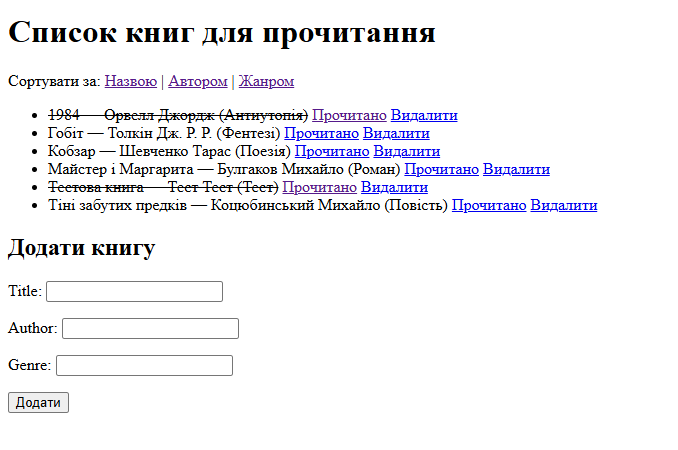 Список книг для прочитання
Сортувати за: Назвою | Автором | Жанром
1984 — Орвелл Джордж (Антиутопія) Прочитано Видалити
Гобіт — Толкін Дж. Р. Р. (Фентезі) Прочитано Видалити
Кобзар — Шевченко Тарас (Поезія) Прочитано Видалити
Майстер і Маргарита — Булгаков Михайло (Роман) Прочитано Видалити
Тестова книга — Тест Тест (Тест) Прочитано Видалити
Тіні забутих предків — Коцюбинський Михайло (Повість) Прочитано Видалити
Додати книгу
Title:
Author:
Genre:
Додати